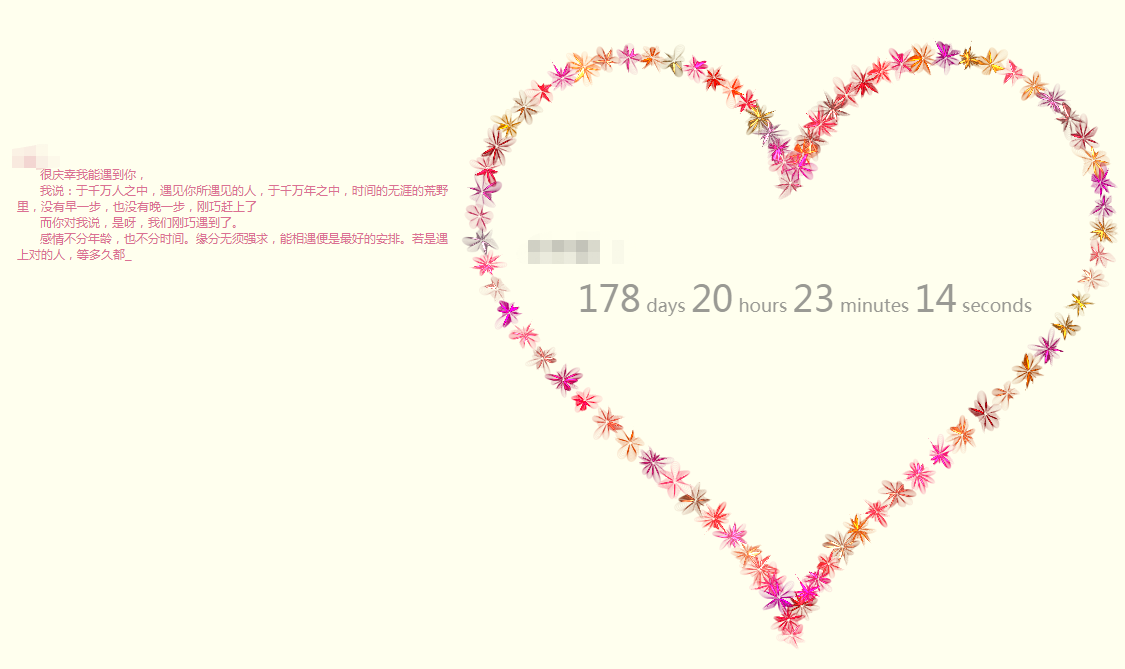 很庆幸我能遇到你，
我说：于千万人之中，遇见你所遇见的人，于千万年之中，时间的无涯的荒野
里，没有早一步，也没有晚一步，刚巧赶上了
而你对我说，是呀，我们刚巧遇到了。
感情不分年龄，也不分时间。缘分无须强求，能相遇便是最好的安排。若是遇
上对的人，等多久都_
178 days 20 hours 23 minutes 14 seconds